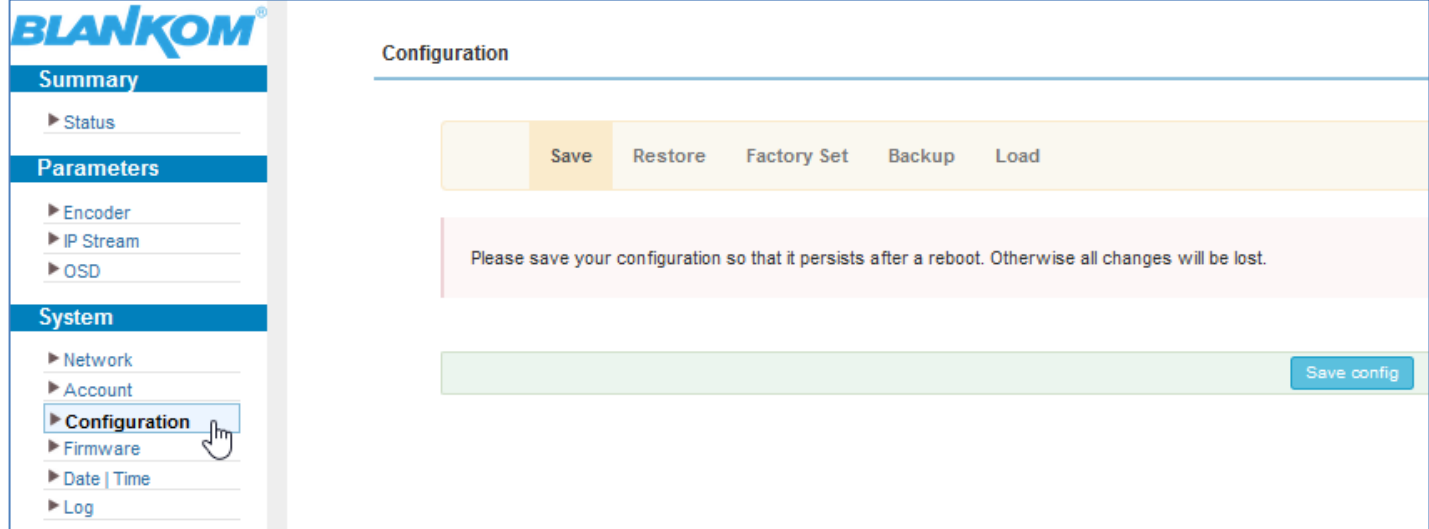 BLANKOM®
Summary
Status
Parameters
Encoder
IP Stream
OSD
System
Network
Account
Configuration
Firmware
Date | Time
Log
Configuration
Save Restore Factory Set Backup Load
Please save your configuration so that it persists after a reboot. Otherwise all changes will be lost.
Save config